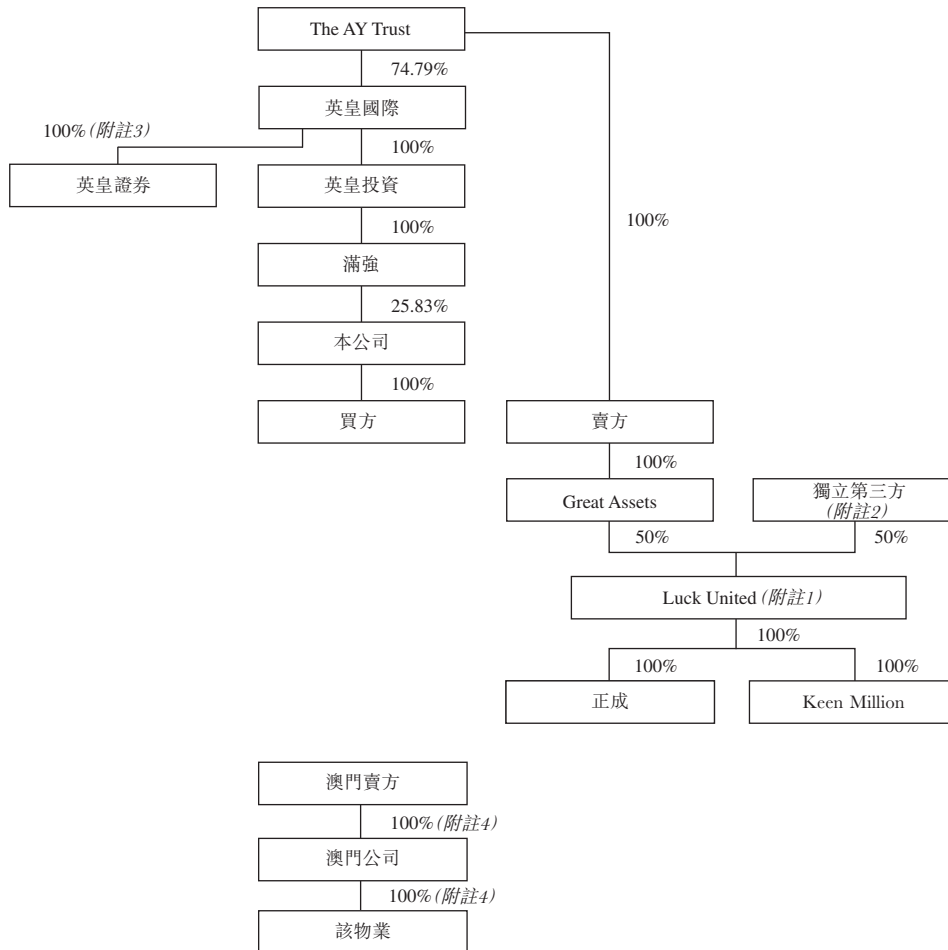 The AY Trust
74.79%
英皇國際
100%(附註3)
100%
英皇證券
英皇投資
100%
100%
滿強
25.83%
本公司
100%
買方
賣方
100%
Great Assets
獨立第三方
(附註2)
50%
50%
Luck United(附註1)
100%
100%
100%
正成
Keen Million
澳門賣方
100%(附註4)
澳門公司
100%(附註4)
該物業